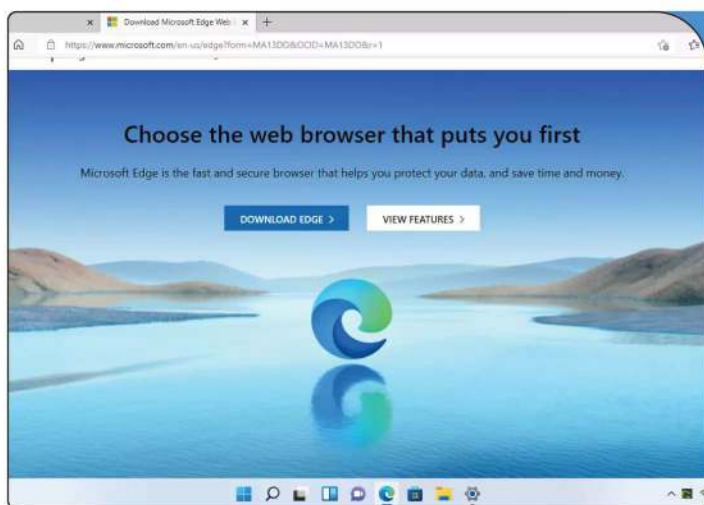 Download Microsoft Edge Web
https://www.microsoft.com/en-us/edge?form=MA13DO&OCID=MA13DO&r=1
Choose the web browser that puts you first
Microsoft Edge is the fast and secure browser that helps you protect your data, and save time and money.
DOWNLOAD EDGE >
VIEW FEATURES >